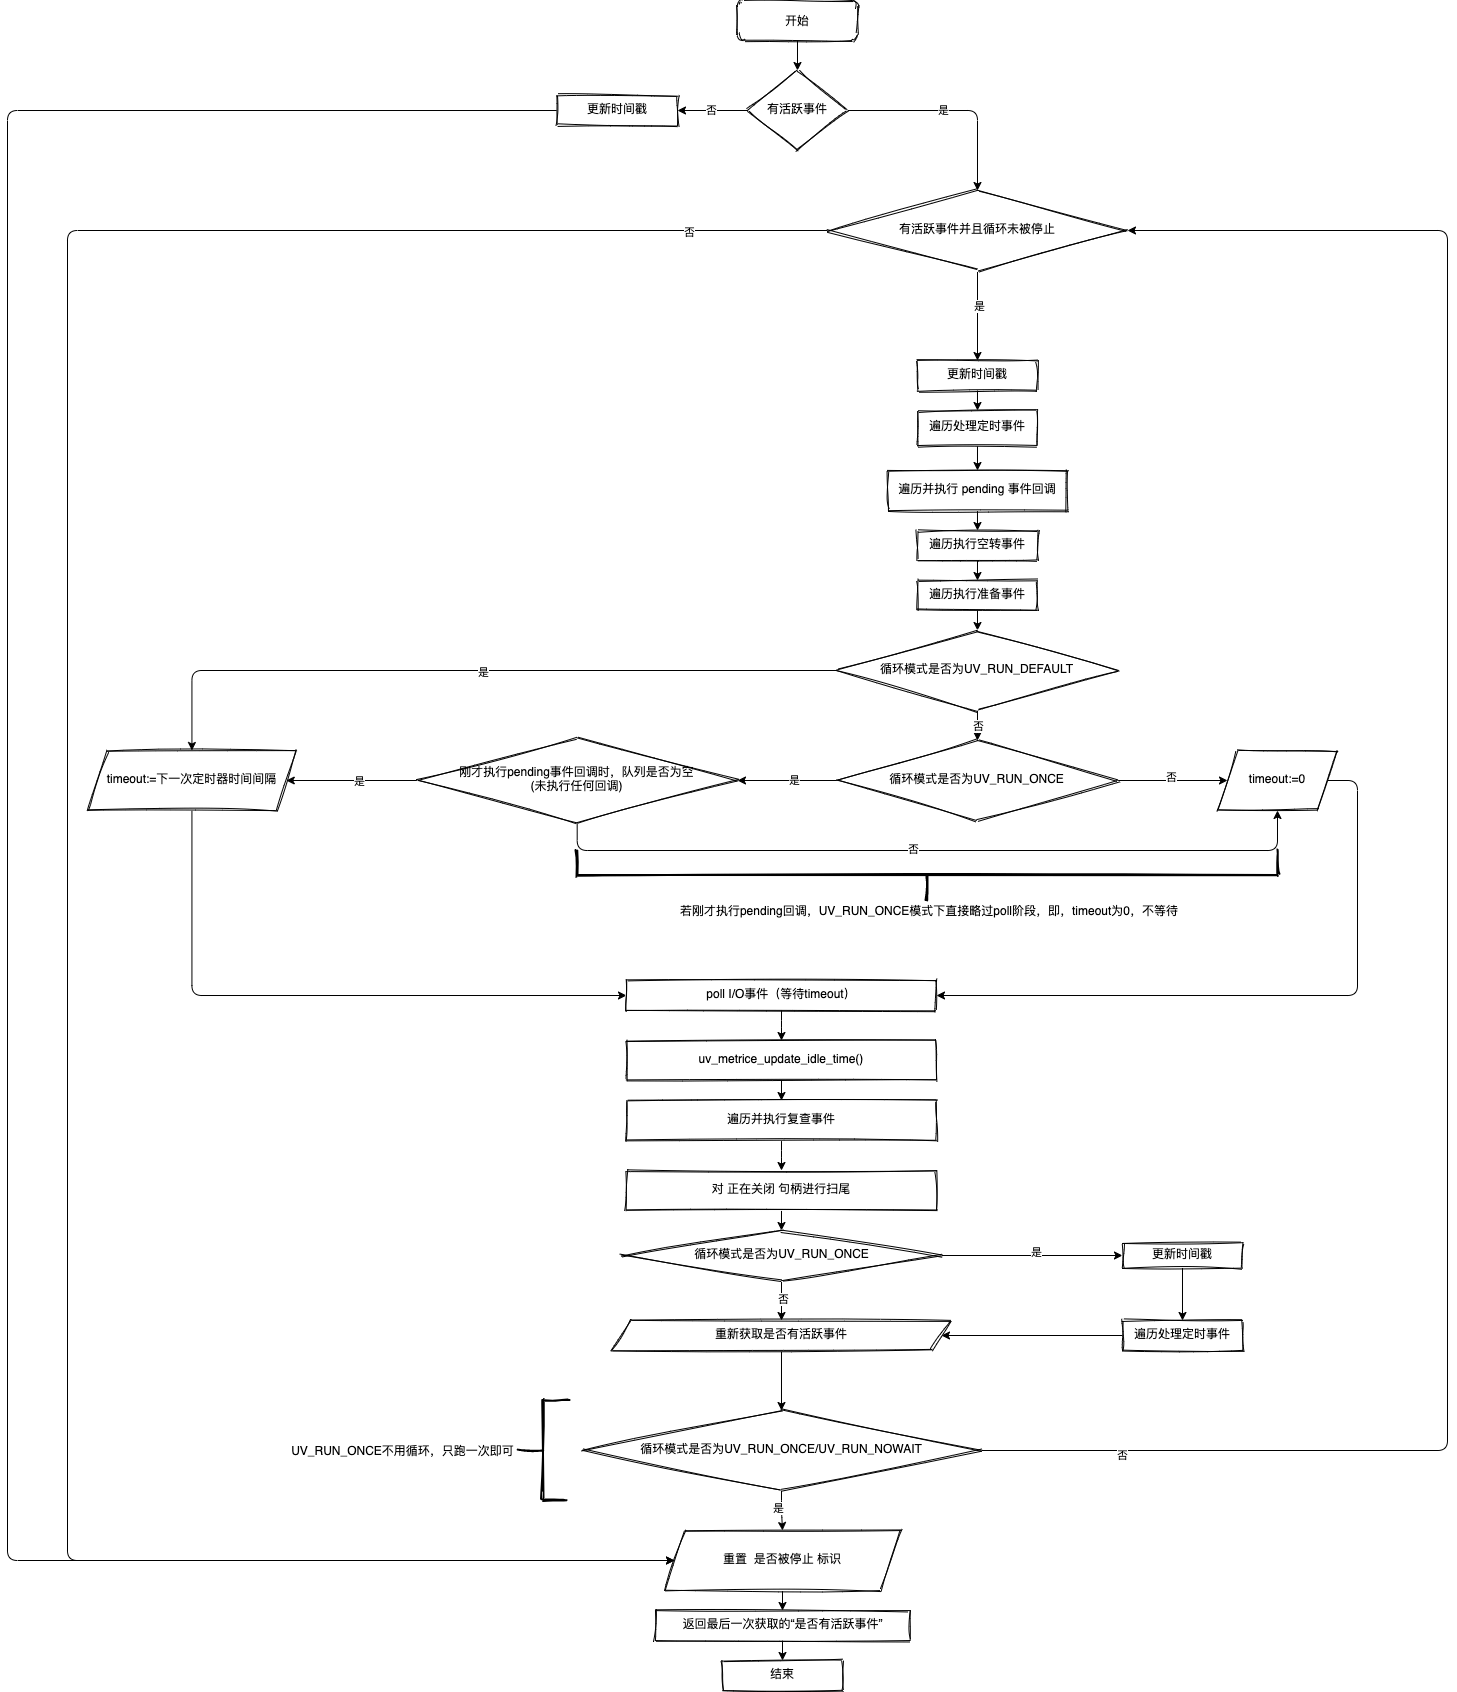 开始
有活跃事件
否
更新时间戳
是
有活跃事件并且循环未被停止
否
是
更新时间戳
遍历处理定时事件
遍历并执行 pending 事件回调
遍历执行空转事件
遍历执行准备事件
循环模式是否为UV_RUN_DEFAULT
是
否
timeout:=下一次定时器时间间隔
是
刚才执行pending事件回调时，队列是否为空
(未执行任何回调)
是
循环模式是否为UV_RUN_ONCE
否
timeout:=0
否
若刚才执行pending回调，UV_RUN_ONCE模式下直接略过poll阶段，即，timeout为0，不等待
poll I/O事件（等待timeout）
uv_metrice_update_idle_time()
遍历并执行复查事件
对 正在关闭 句柄进行扫尾
循环模式是否为UV_RUN_ONCE
是
更新时间戳
否
重新获取是否有活跃事件
遍历处理定时事件
UV_RUN_ONCE不用循环，只跑一次即可
循环模式是否为UV_RUN_ONCE/UV_RUN_NOWAIT
否
是
重置 是否被停止 标识
返回最后一次获取的“是否有活跃事件”
结束